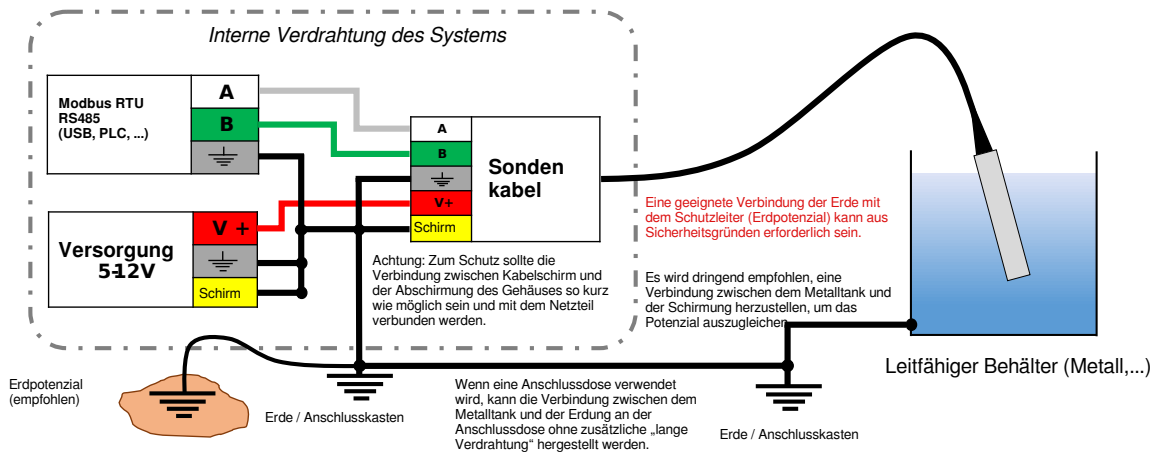 Interne Verdrahtung des Systems
Modbus RTU
RS485
(USB, PLC, ...)
A
B
Versorgung
5-12V
V +
Schirm
A
B
V+
Schirm
Sonden
kabel
Achtung: Zum Schutz sollte die
Verbindung zwischen Kabelschirm und
der Abschirmung des Gehäuses so kurz
wie möglich sein und mit dem Netzteil
verbunden werden.
Eine geeignete Verbindung der Erde mit
dem Schutzleiter (Erdpotenzial) kann aus
Sicherheitsgründen erforderlich sein.
Es wird dringend empfohlen, eine
Verbindung zwischen dem Metalltank und
der Schirmung herzustellen, um das
Potenzial auszugleichen
Leitfähiger Behälter (Metall,...)
Erdpotenzial
(empfohlen)
Erde / Anschlusskasten
Wenn eine Anschlussdose verwendet
wird, kann die Verbindung zwischen dem
Metalltank und der Erdung an der
Anschlussdose ohne zusätzliche „lange
Verdrahtung“ hergestellt werden.
Erde / Anschlusskasten